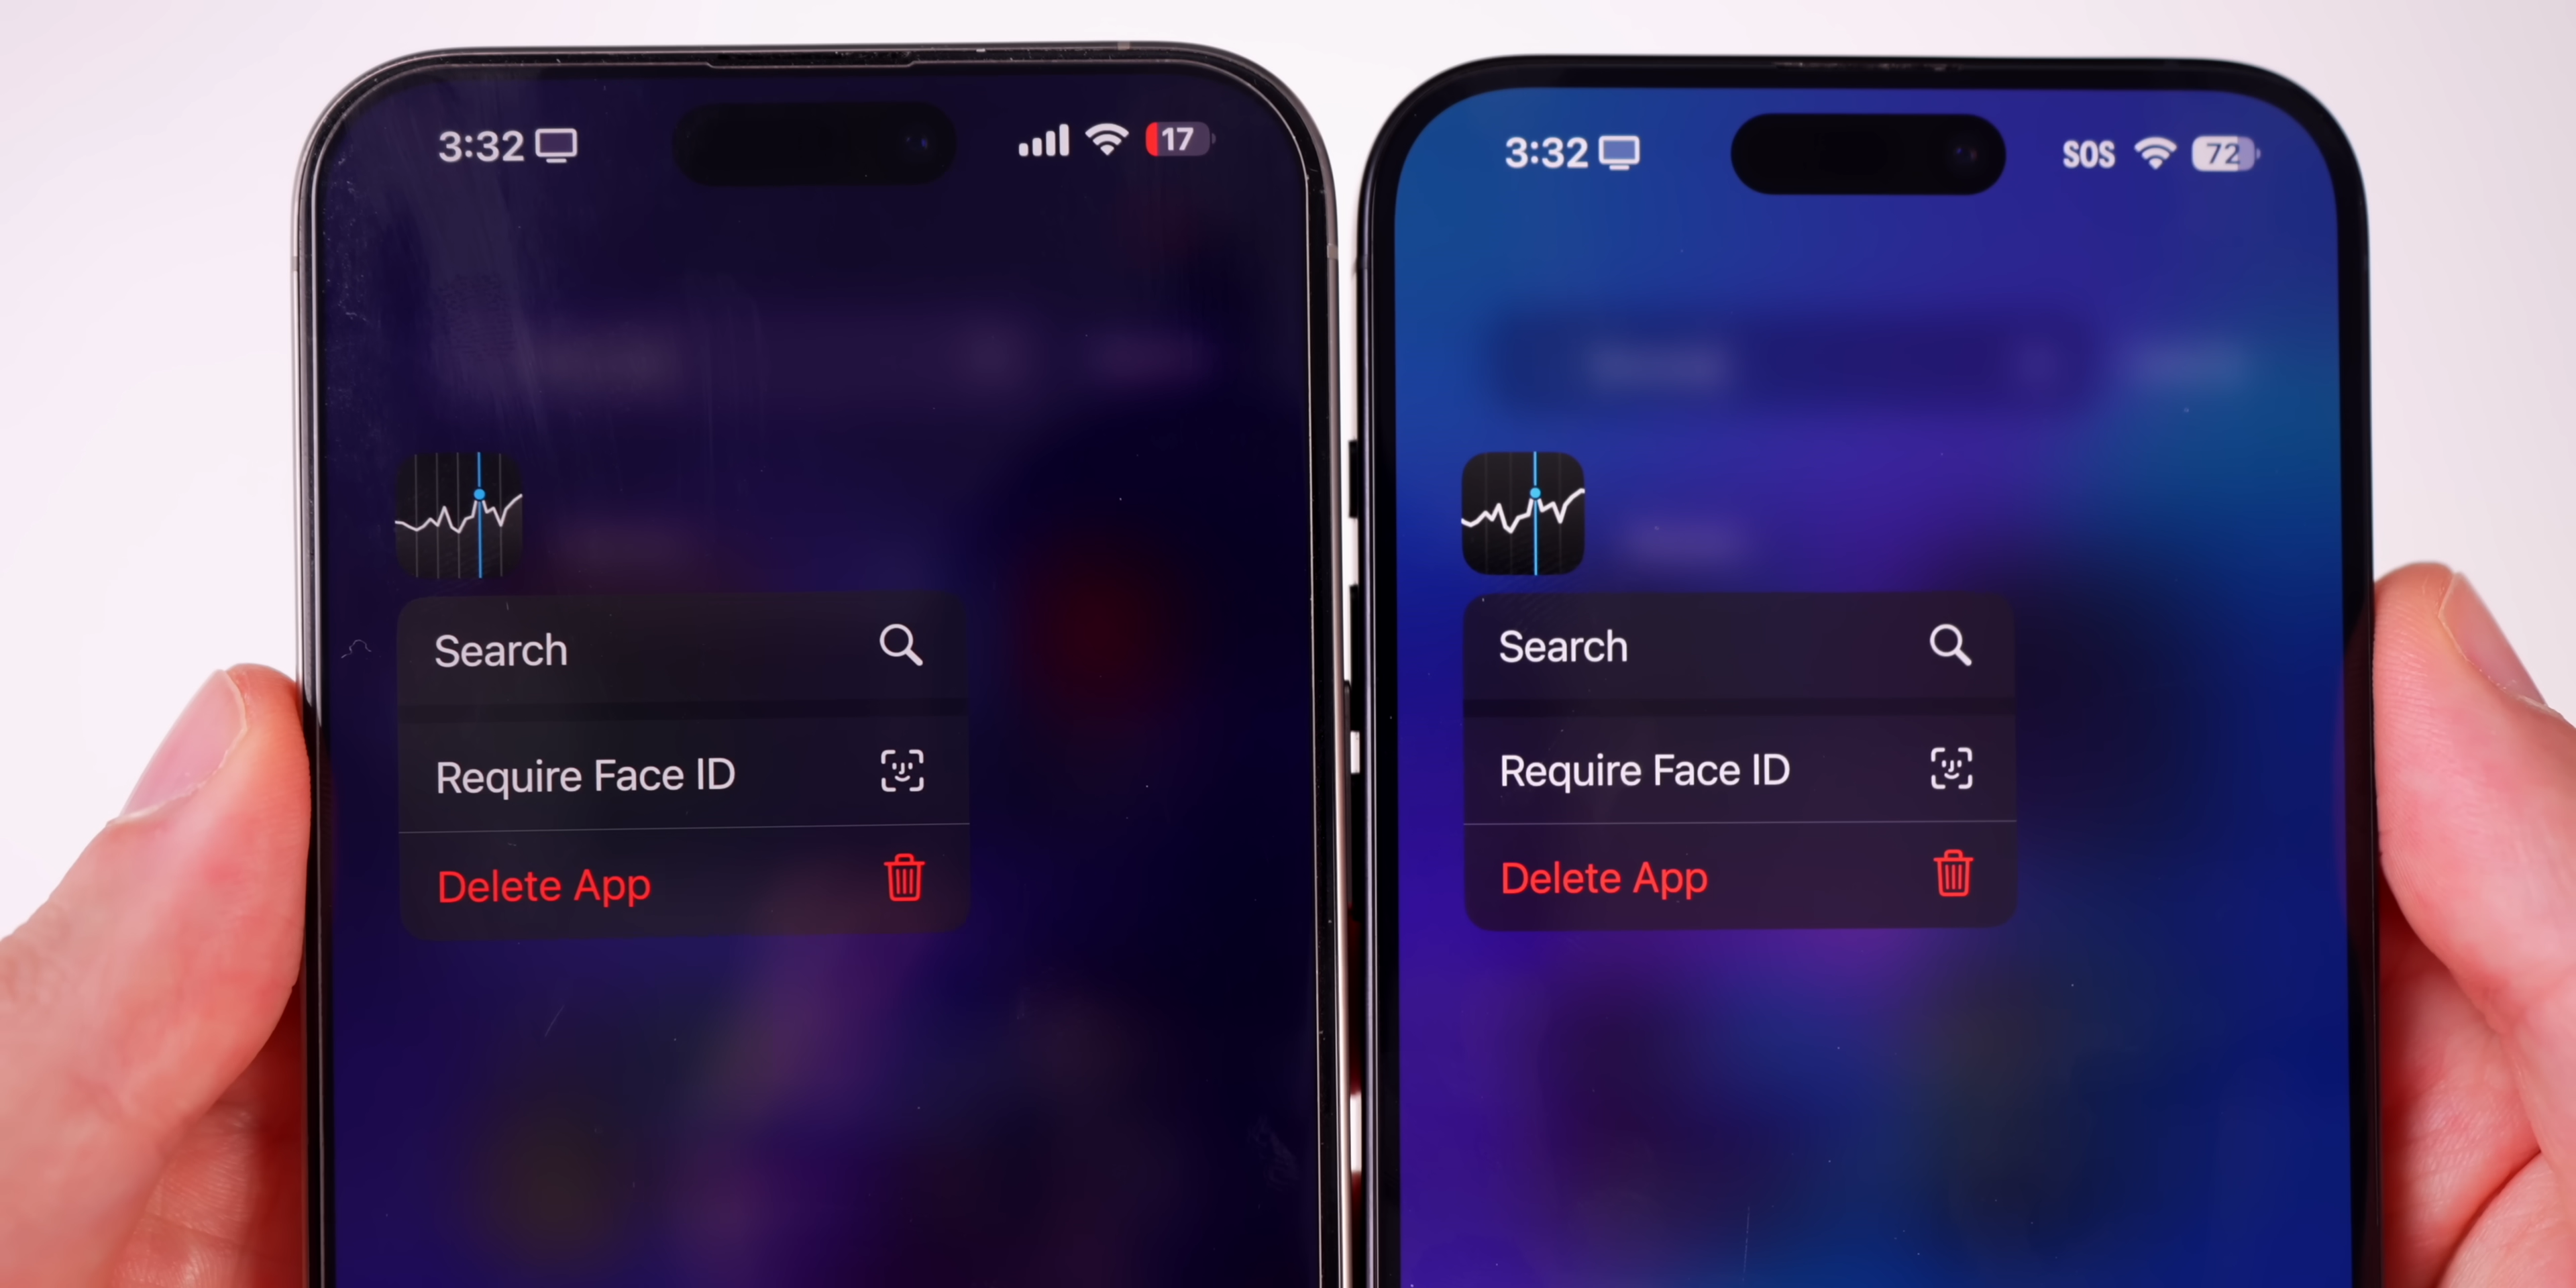 3:32 17
Search
Require Face ID
Delete App
3:32 SOS 72
Search
Require Face ID
Delete App